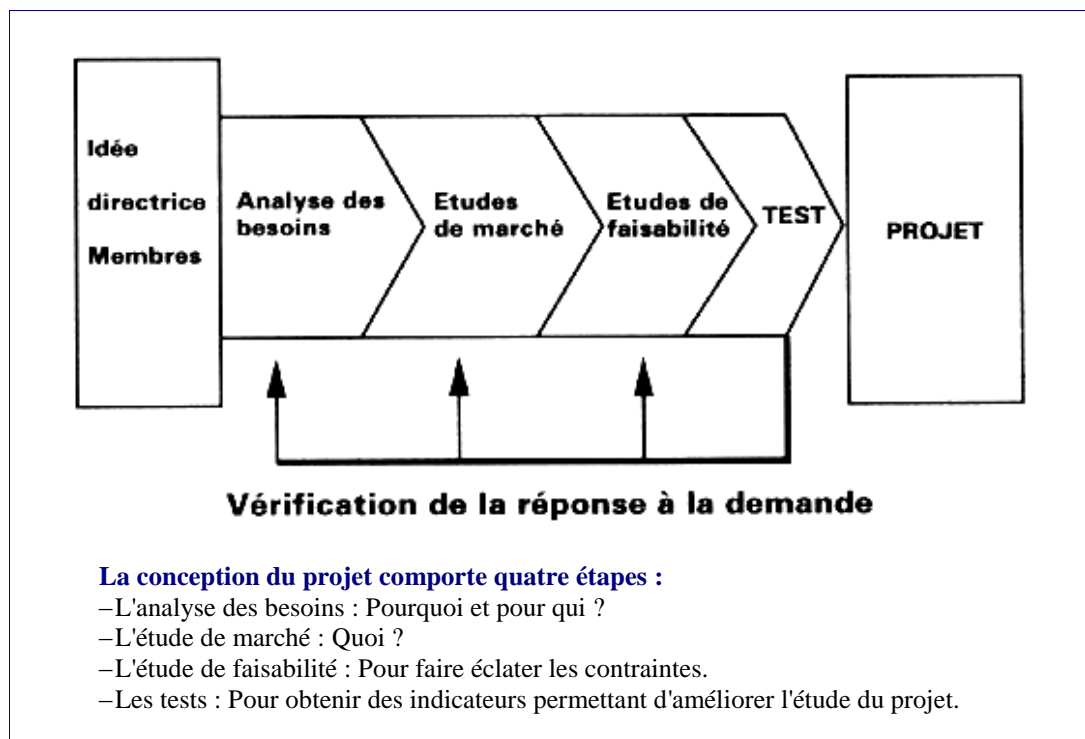 Idée
directrice
Membres
Analyse des
besoins
Etudes
de marché
Etudes de
faisabilité
TEST
PROJET
Vérification de la réponse à la demande
La conception du projet comporte quatre étapes :
–L'analyse des besoins : Pourquoi et pour qui ?
–L'étude de marché : Quoi ?
–L'étude de faisabilité : Pour faire éclater les contraintes.
–Les tests : Pour obtenir des indicateurs permettant d'améliorer l'étude du projet.